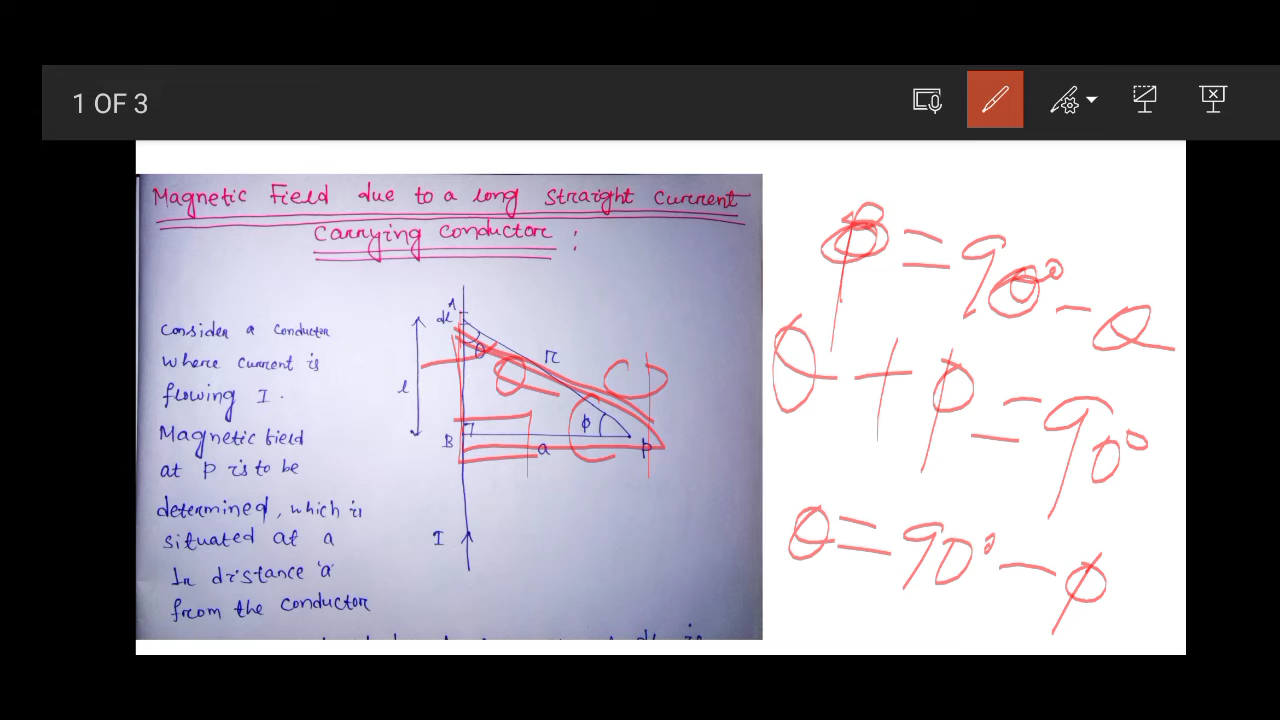 1 OF 3
Magnetic Field due to a long straight current
carrying conductor :
consider a conductor
where current is
flowing I.
Magnetic field
at P is to be
determined, which is
situated at a
Ir distance 'a'
from the conductor
A
dl
θ
r
l
θ
φ
B
a
P
I
φ = 90° - θ
θ + φ = 90°
θ = 90° - φ